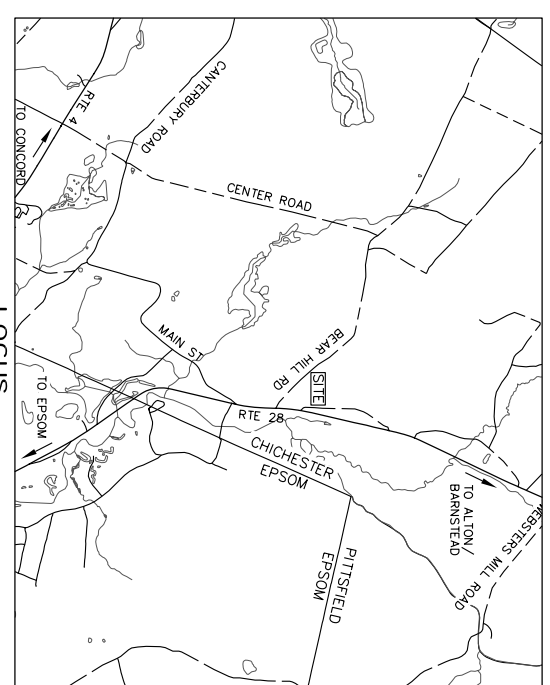 CANTERBURY ROAD
RTE 4
TO CONCORD
CENTER ROAD
MAIN ST
BEAR HILL RD
SITE
RTE 28
TO EPSOM
CHICHESTER
EPSOM
TO ALTON/
BARNSTEAD
WEBSTERS MILL ROAD
PITTSFIELD
EPSOM
LOCUS